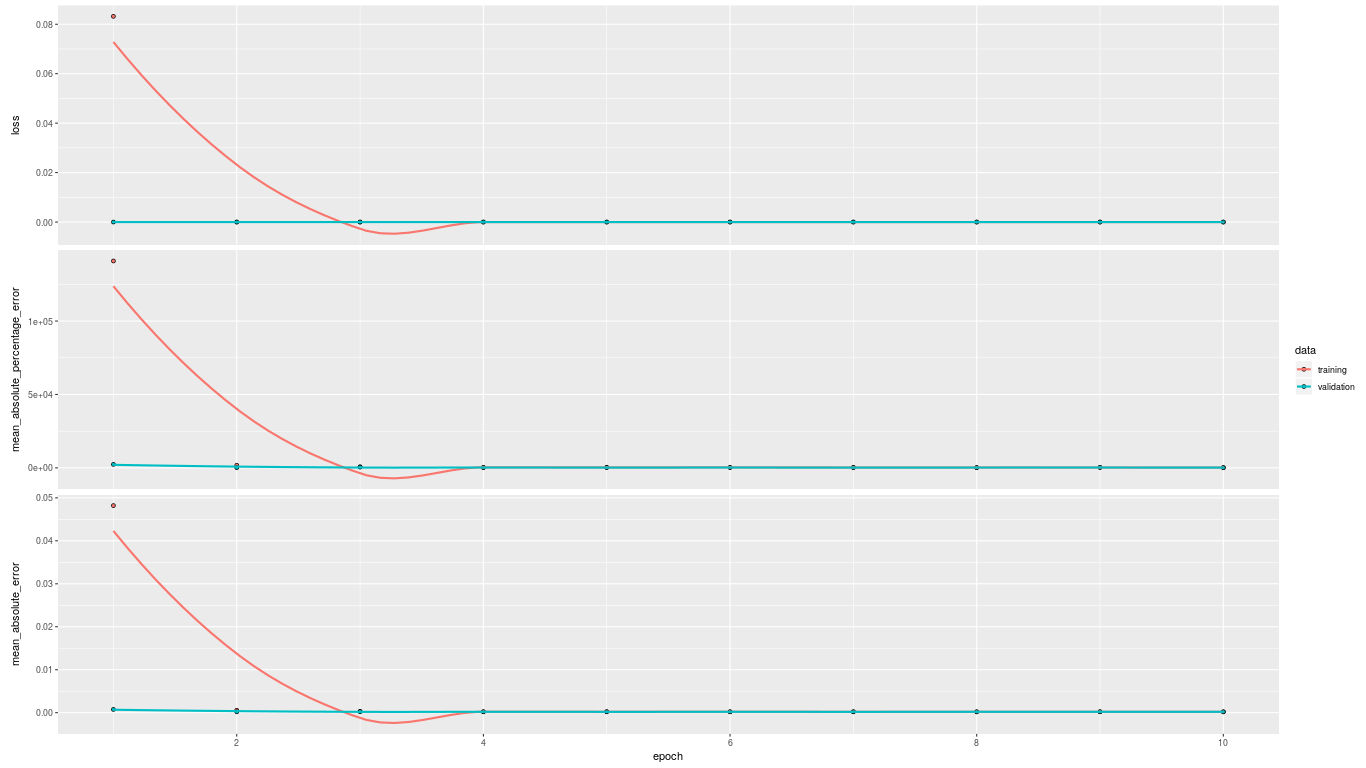 loss
0.08
0.06
0.04
0.02
0.00
mean_absolute_percentage_error
1e+05
5e+04
0e+00
mean_absolute_error
0.05
0.04
0.03
0.02
0.01
0.00
2 4 6 8 10
epoch
data
training
validation